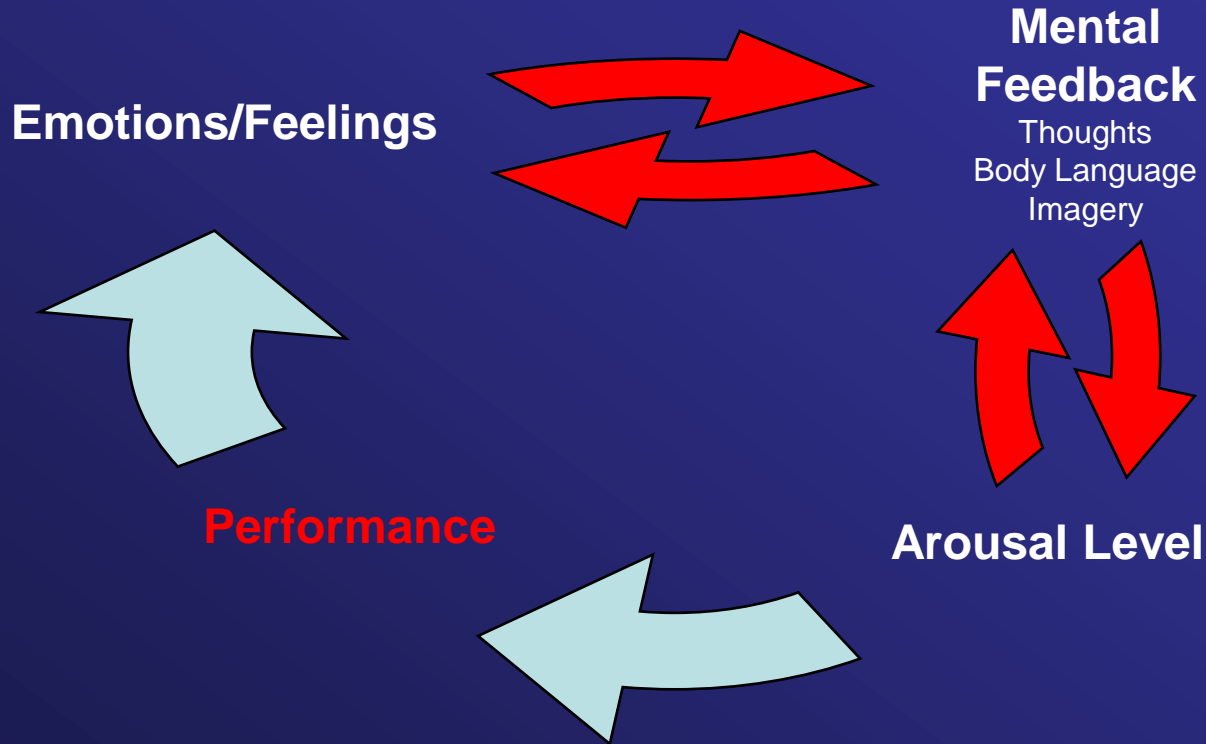 Emotions/Feelings
Mental
Feedback
Thoughts
Body Language
Imagery
Performance
Arousal Level